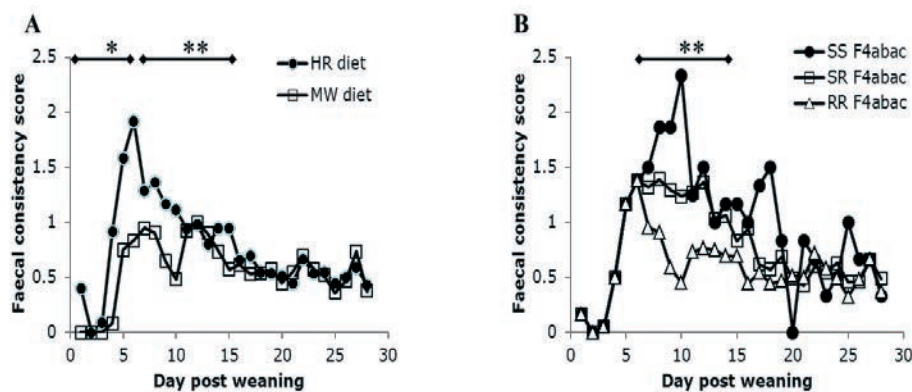 A
*
**
Faecal consistency score
2.5
2
1.5
1
0.5
0
HR diet
MW diet
0 5 10 15 20 25 30
Day post weaning
B
**
Faecal consistency score
2.5
2
1.5
1
0.5
0
SS F4abac
SR F4abac
RR F4abac
0 5 10 15 20 25 30
Day post weaning